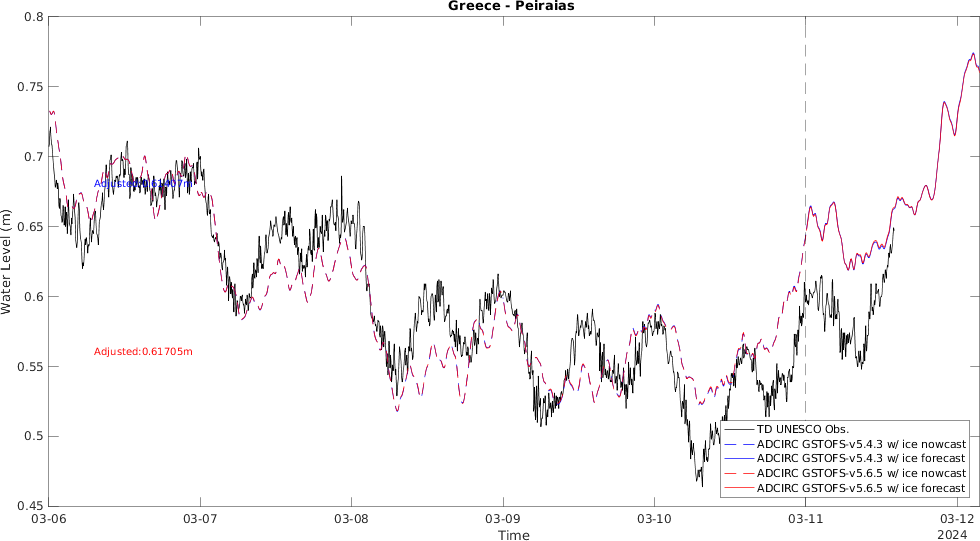 Greece - Peiraias
0.8
0.75
0.7
0.65
0.6
0.55
0.5
0.45
Water Level (m)
Adjusted:0.61705m
TD UNESCO Obs.
ADCIRC GSTOFS-v5.4.3 w/ ice nowcast
ADCIRC GSTOFS-v5.4.3 w/ ice forecast
ADCIRC GSTOFS-v5.6.5 w/ ice nowcast
ADCIRC GSTOFS-v5.6.5 w/ ice forecast
03-06 03-07 03-08 03-09 03-10 03-11 03-12
Time
2024